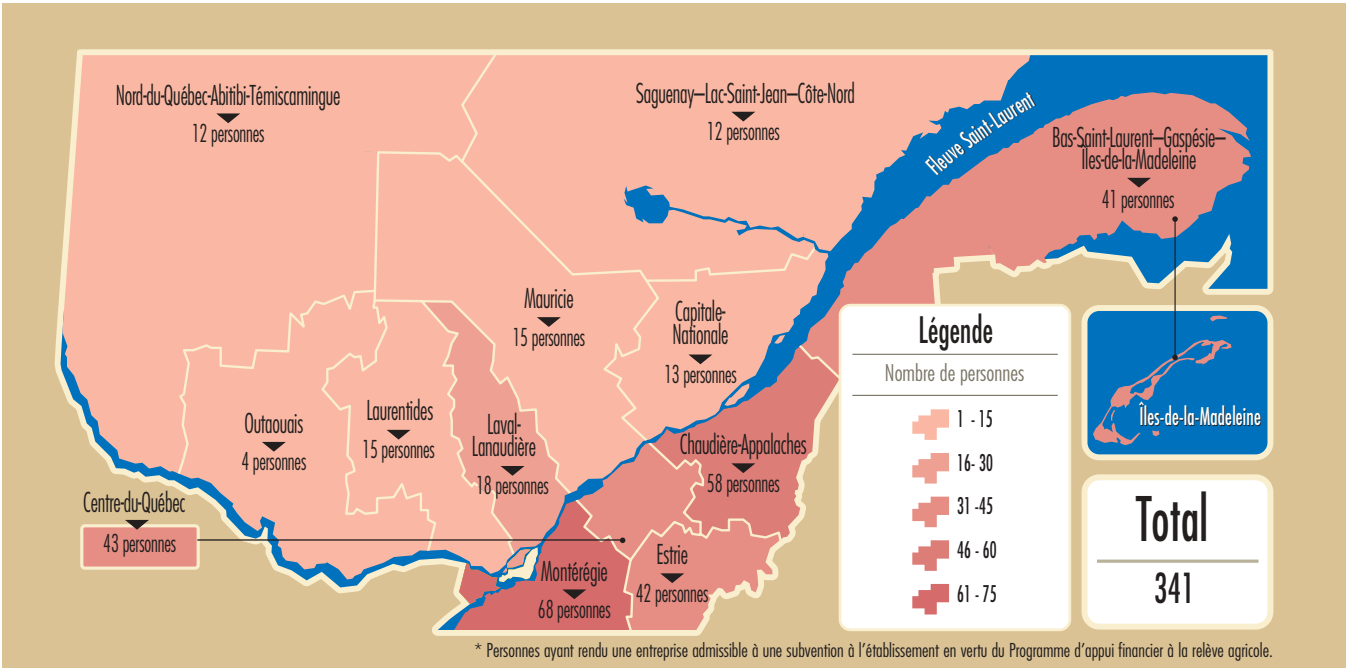 Nord-du-Québec-Abitibi-Témiscamingue
12 personnes
Saguenay–Lac-Saint-Jean–Côte-Nord
12 personnes
Fleuve Saint-Laurent
Bas-Saint-Laurent–Gaspésie–
Îles-de-la-Madeleine
41 personnes
Mauricie
15 personnes
Capitale-
Nationale
13 personnes
Outaouais
4 personnes
Laurentides
15 personnes
Laval-
Lanaudière
18 personnes
Chaudière-Appalaches
58 personnes
Centre-du-Québec
43 personnes
Montérégie
68 personnes
Estrie
42 personnes
Légende
Nombre de personnes
1 - 15
16- 30
31 -45
46 - 60
61 - 75
Îles-de-la-Madeleine
Total
341
* Personnes ayant rendu une entreprise admissible à une subvention à l'établissement en vertu du Programme d'appui financier à la relève agricole.